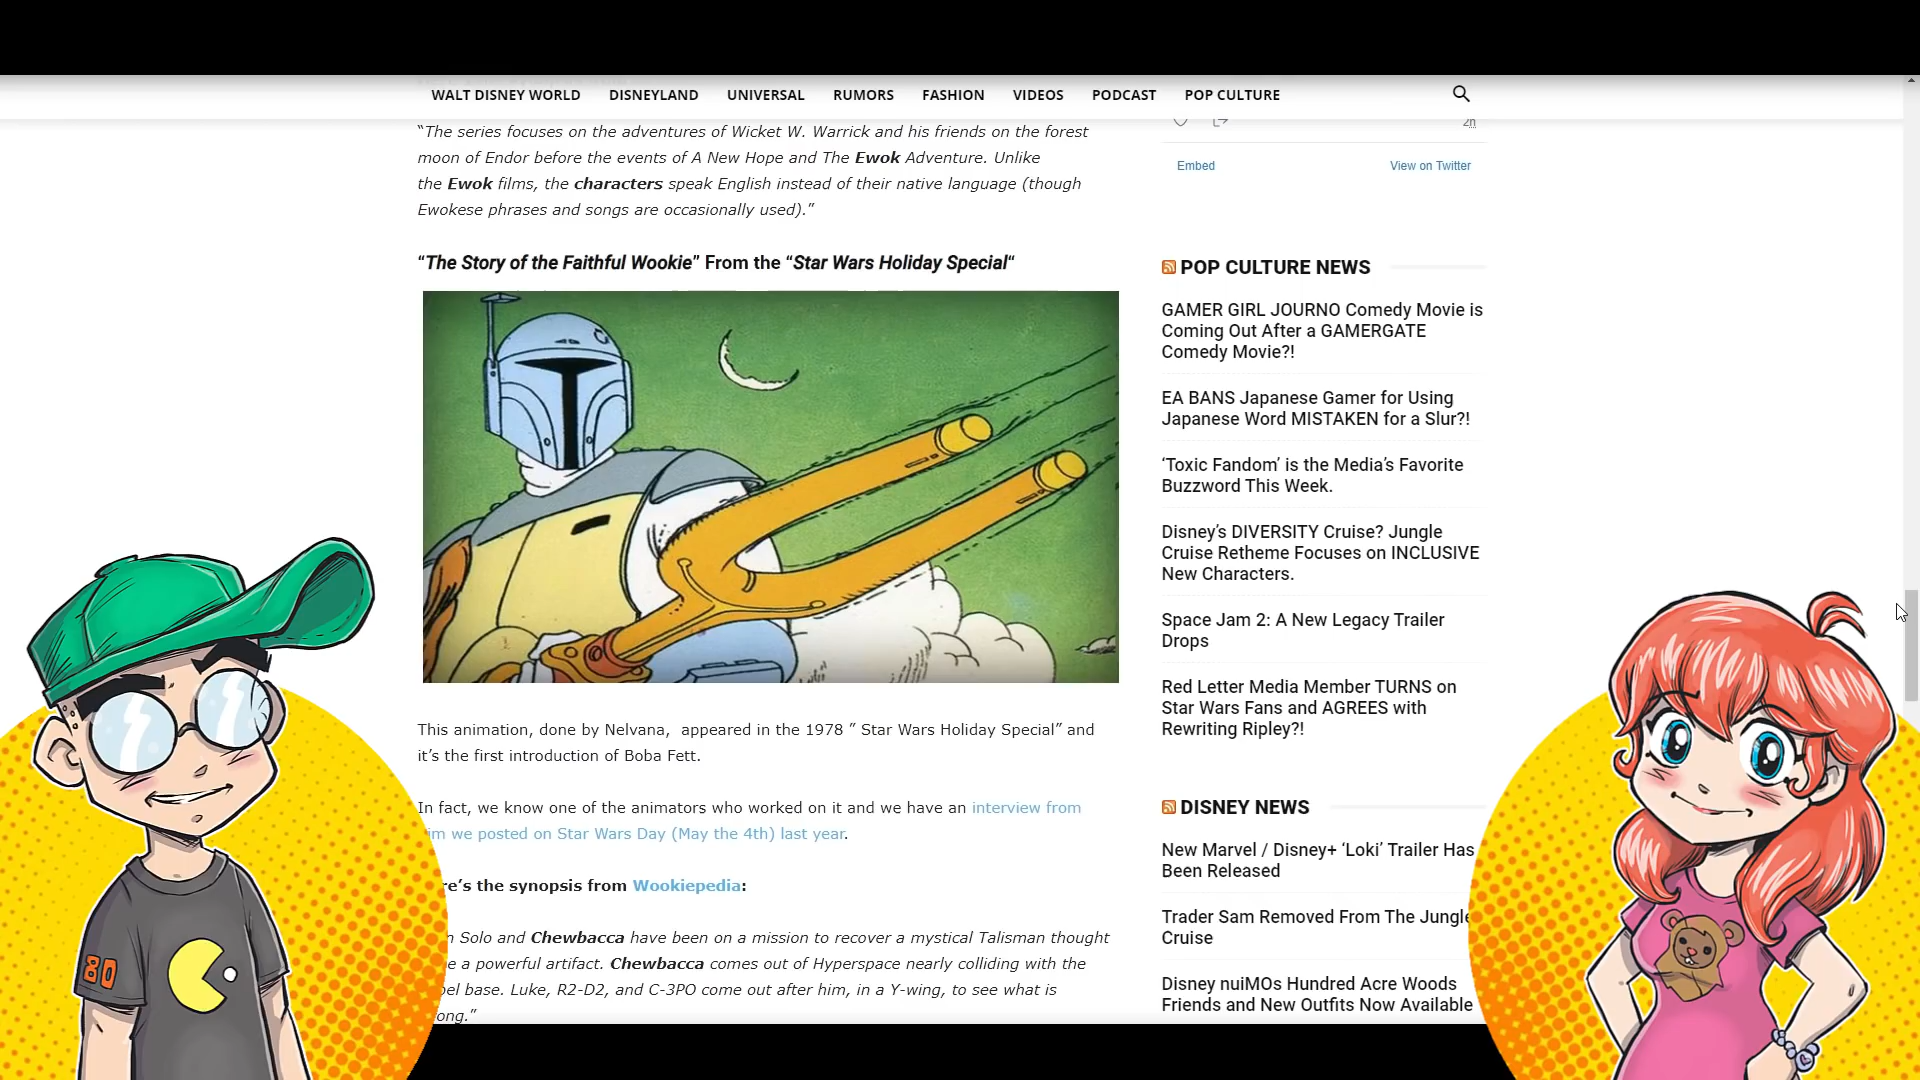 WALT DISNEY WORLD DISNEYLAND UNIVERSAL RUMORS FASHION VIDEOS PODCAST POP CULTURE
“The series focuses on the adventures of Wicket W. Warrick and his friends on the forest
moon of Endor before the events of A New Hope and The Ewok Adventure. Unlike
the Ewok films, the characters speak English instead of their native language (though
Ewokese phrases and songs are occasionally used).”
“The Story of the Faithful Wookie” From the “Star Wars Holiday Special“
This animation, done by Nelvana,  appeared in the 1978 ” Star Wars Holiday Special” and
it’s the first introduction of Boba Fett.
In fact, we know one of the animators who worked on it and we have an interview from
we posted on Star Wars Day (May the 4th) last year.
the synopsis from Wookiepedia:
Solo and Chewbacca have been on a mission to recover a mystical Talisman thought
a powerful artifact. Chewbacca comes out of Hyperspace nearly colliding with the
base. Luke, R2-D2, and C-3PO come out after him, in a Y-wing, to see what is
2h
Embed View on Twitter
POP CULTURE NEWS
GAMER GIRL JOURNO Comedy Movie is
Coming Out After a GAMERGATE
Comedy Movie?!
EA BANS Japanese Gamer for Using
Japanese Word MISTAKEN for a Slur?!
‘Toxic Fandom’ is the Media’s Favorite
Buzzword This Week.
Disney’s DIVERSITY Cruise? Jungle
Cruise Retheme Focuses on INCLUSIVE
New Characters.
Space Jam 2: A New Legacy Trailer
Drops
Red Letter Media Member TURNS on
Star Wars Fans and AGREES with
Rewriting Ripley?!
DISNEY NEWS
New Marvel / Disney+ ‘Loki’ Trailer Has
Been Released
Trader Sam Removed From The Jungle
Cruise
Disney nuiMOs Hundred Acre Woods
Friends and New Outfits Now Available
80